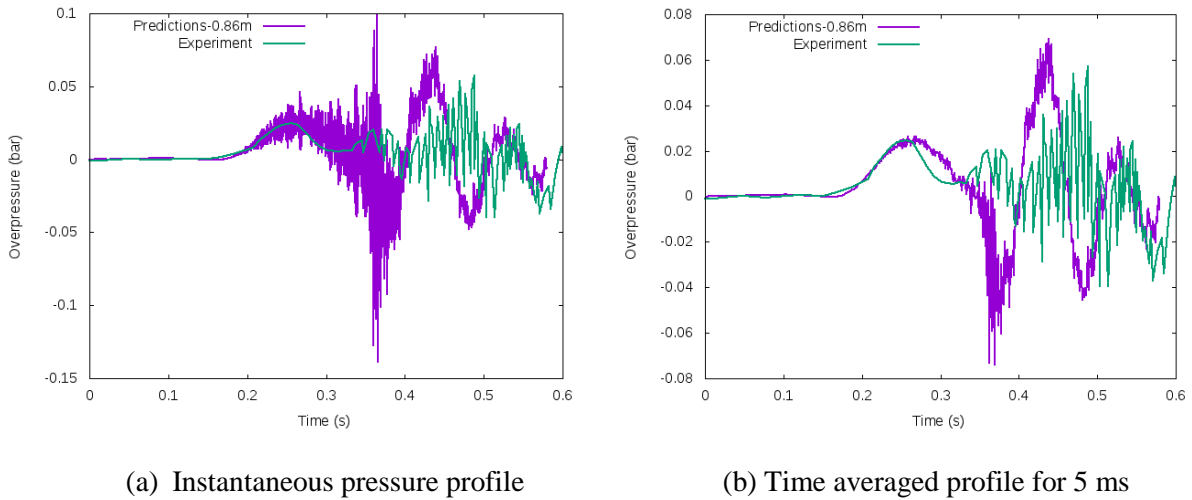 0.1
0.05
0
-0.05
-0.1
-0.15
Overpressure (bar)
Predictions-0.86m
Experiment
0 0.1 0.2 0.3 0.4 0.5 0.6
Time (s)
(a) Instantaneous pressure profile
0.08
0.06
0.04
0.02
0
-0.02
-0.04
-0.06
-0.08
Overpressure (bar)
Predictions-0.86m
Experiment
0 0.1 0.2 0.3 0.4 0.5 0.6
Time (s)
(b) Time averaged profile for 5 ms